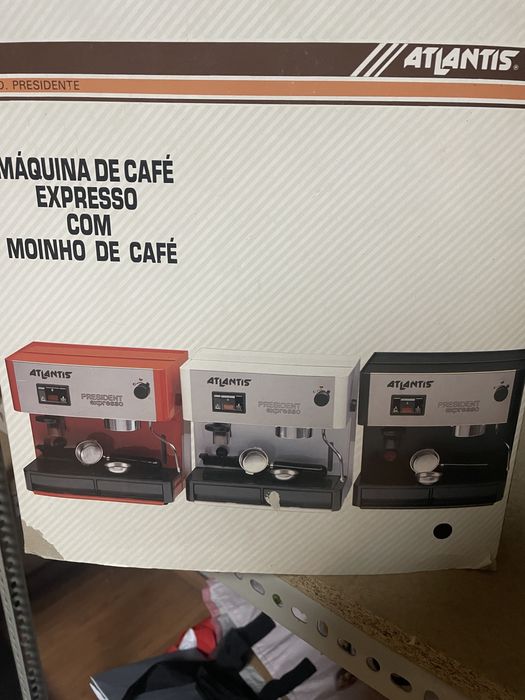 ATLANTIS
O. PRESIDENTE
MÁQUINA DE CAFÉ
EXPRESSO
COM
MOINHO DE CAFÉ
ATLANTIS
PRESIDENT
expresso
ATLANTIS
PRESIDENT
expresso
ATLANTIS
PRESIDENT
expresso